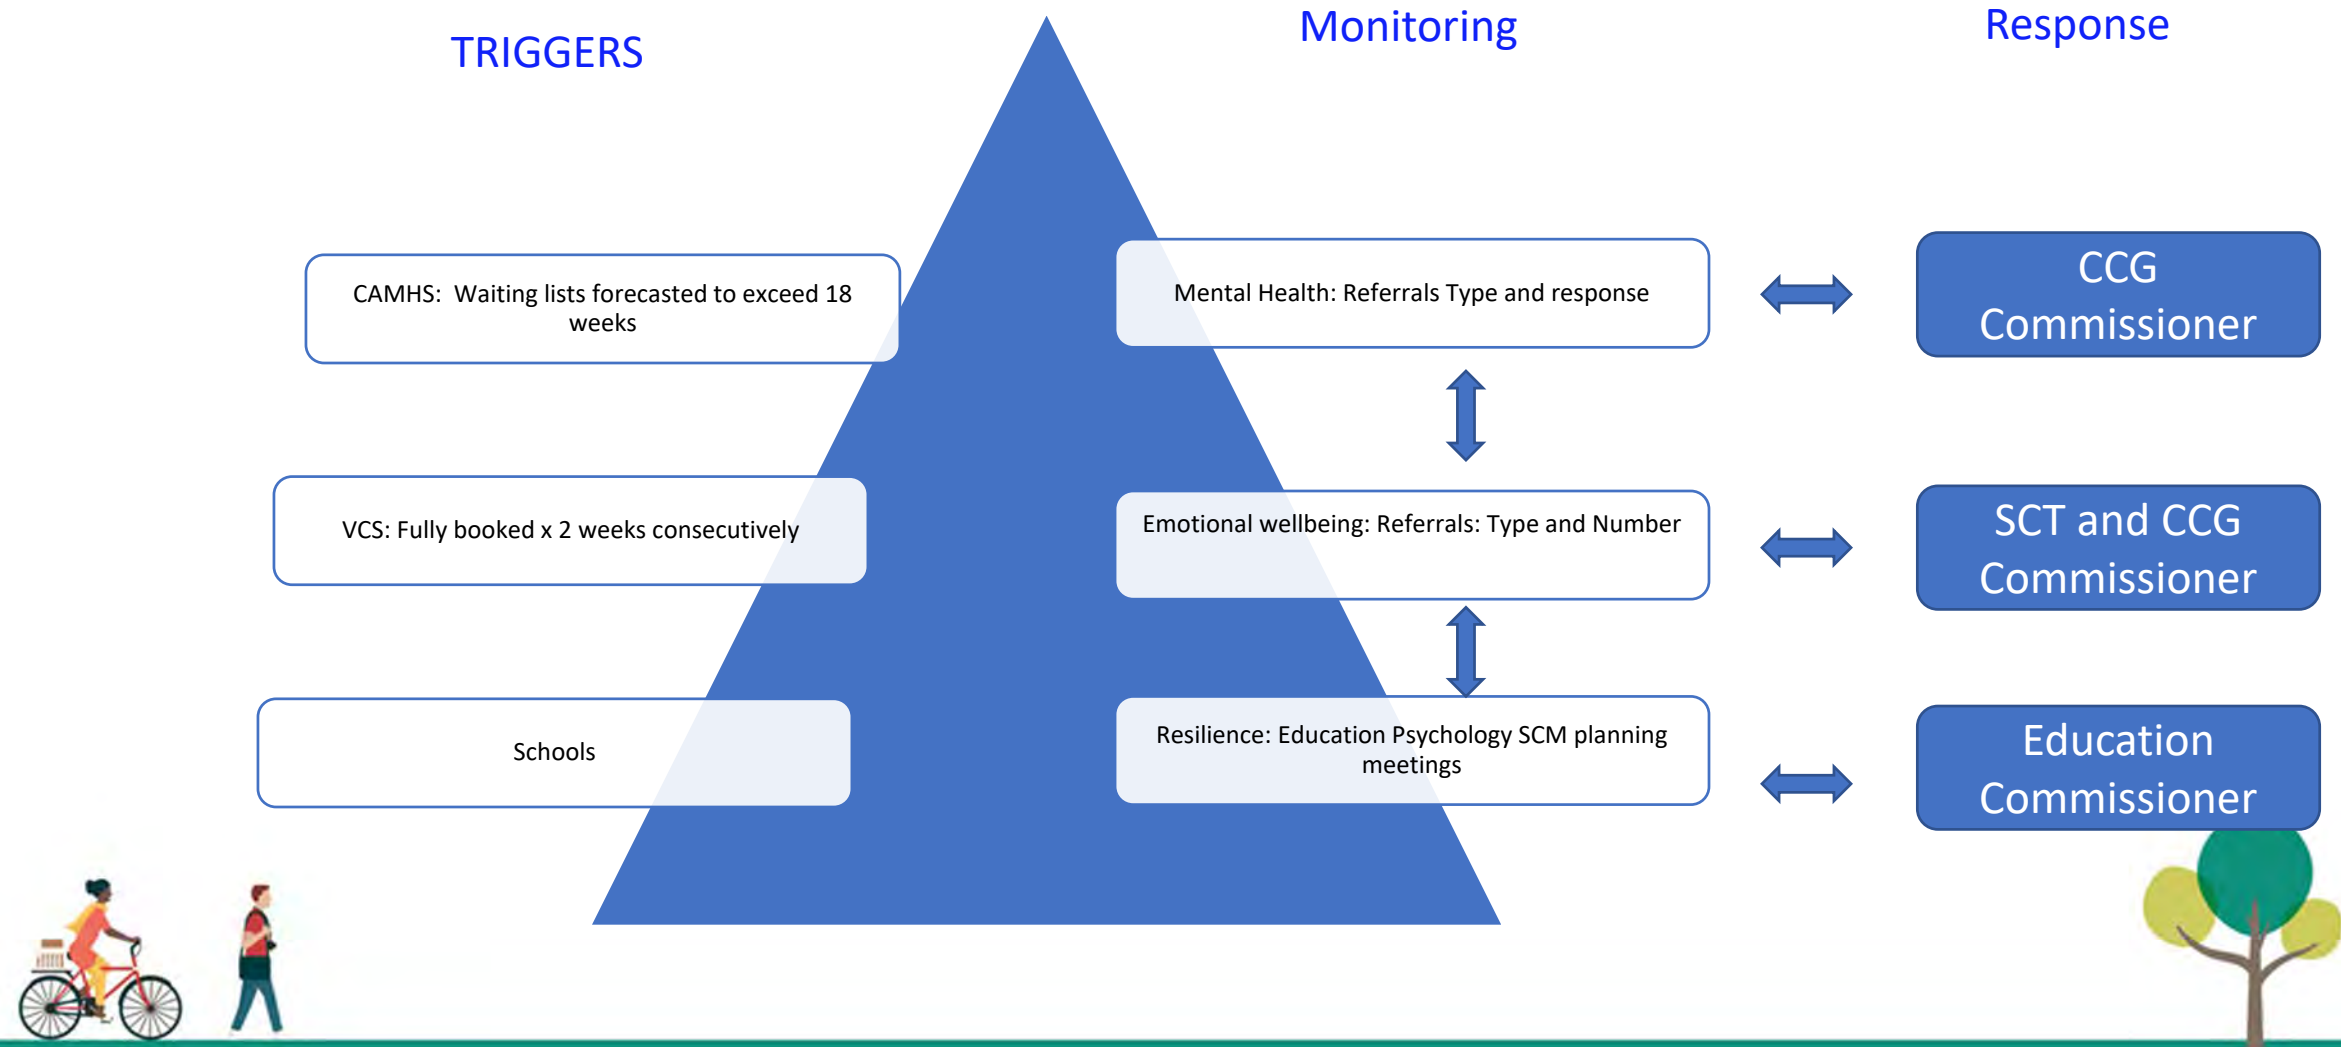 TRIGGERS
Monitoring
Response
CAMHS: Waiting lists forecasted to exceed 18
weeks
Mental Health: Referrals Type and response
CCG
Commissioner
VCS: Fully booked x 2 weeks consecutively
Emotional wellbeing: Referrals: Type and Number
SCT and CCG
Commissioner
Schools
Resilience: Education Psychology SCM planning
meetings
Education
Commissioner